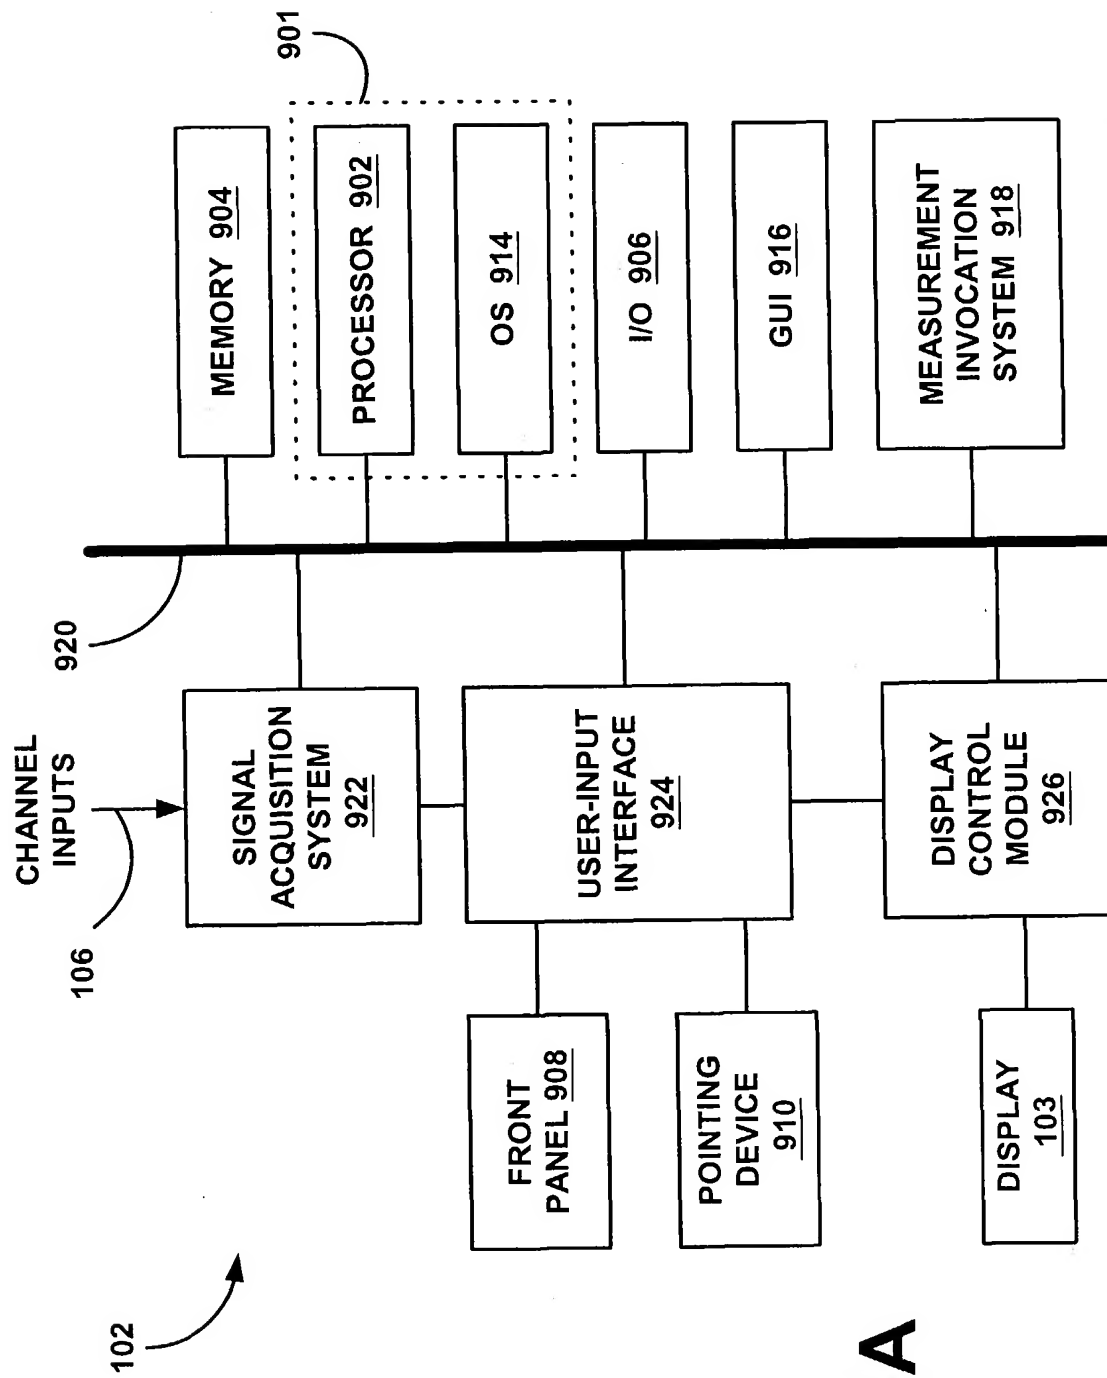 901
MEMORY 904
PROCESSOR 902
OS 914
I/O 906
GUI 916
MEASUREMENT
INVOCATION
SYSTEM 918
920
CHANNEL
INPUTS
106
SIGNAL
ACQUISITION
SYSTEM
922
USER-INPUT
INTERFACE
924
DISPLAY
CONTROL
MODULE
926
FRONT
PANEL 908
POINTING
DEVICE
910
DISPLAY
103
102
A